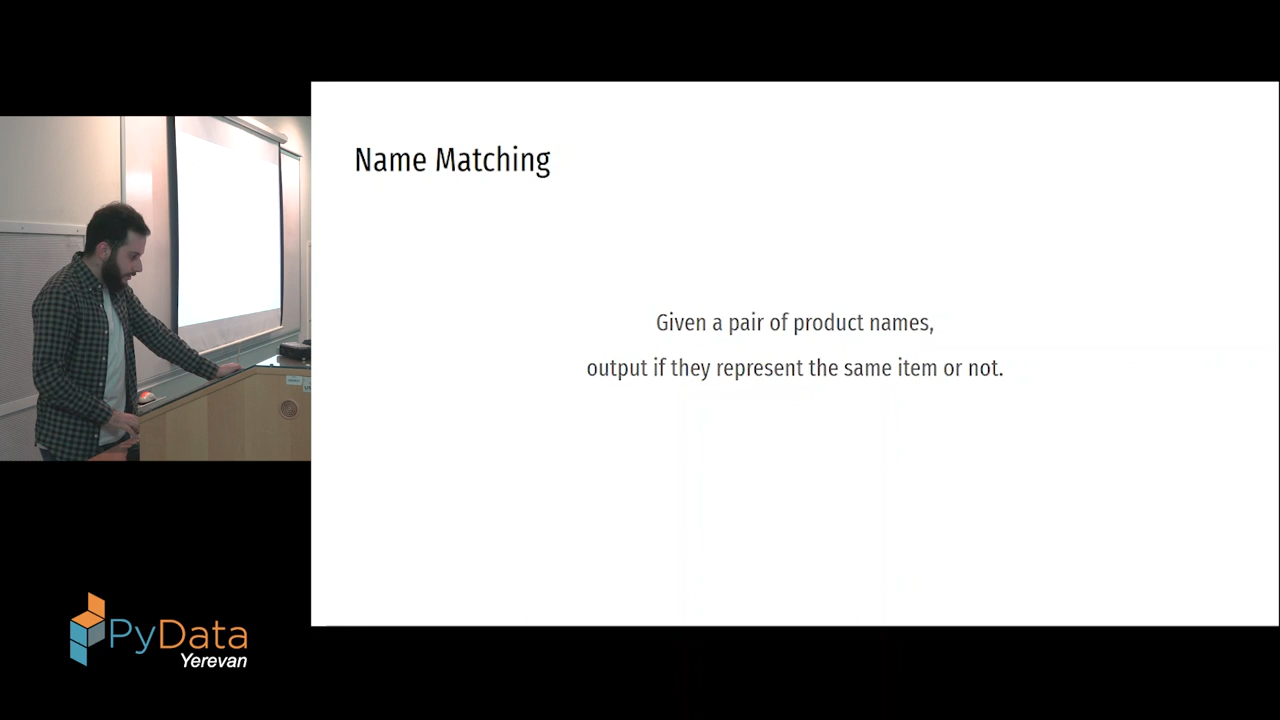 Name Matching
Given a pair of product names,
output if they represent the same item or not.
PyData
Yerevan